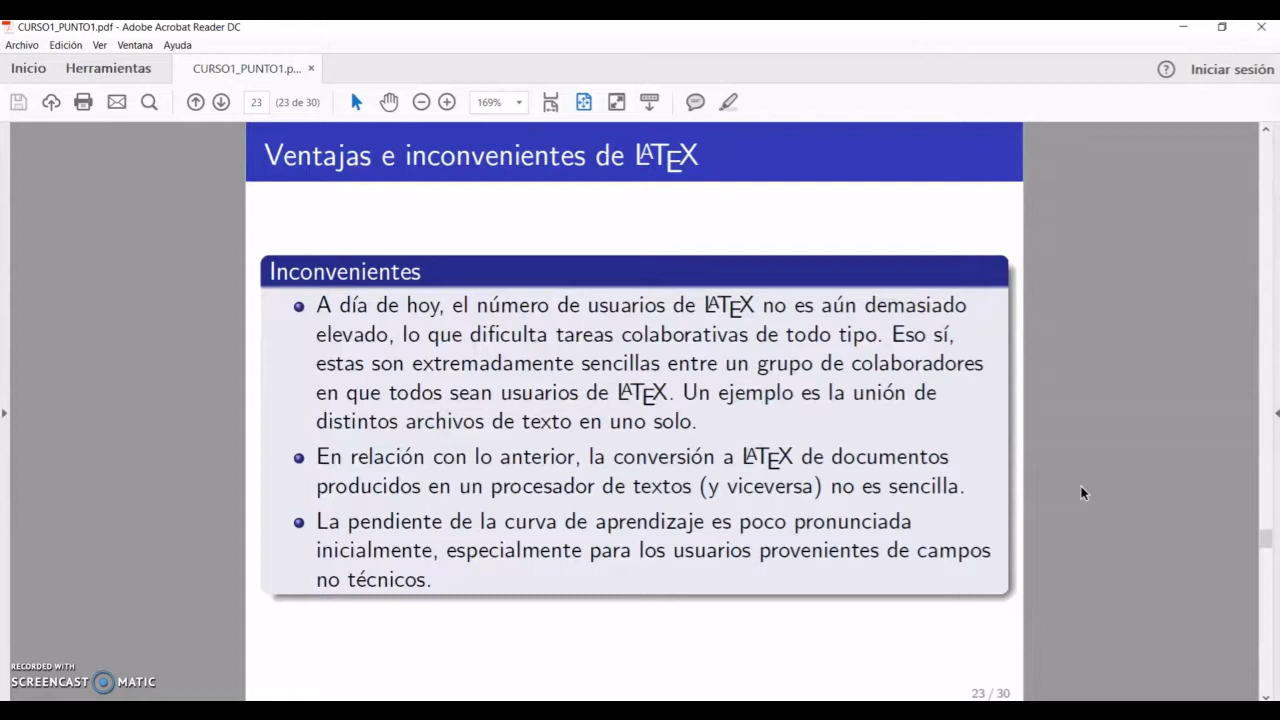 CURSO1_PUNTO1.pdf - Adobe Acrobat Reader DC
Archivo Edición Ver Ventana Ayuda
Inicio Herramientas CURSO1_PUNTO1.p... × Iniciar sesión
23 (23 de 30) 169%
Ventajas e inconvenientes de LATEX
Inconvenientes
A día de hoy, el número de usuarios de LATEX no es aún demasiado
elevado, lo que dificulta tareas colaborativas de todo tipo. Eso sí,
estas son extremadamente sencillas entre un grupo de colaboradores
en que todos sean usuarios de LATEX. Un ejemplo es la unión de
distintos archivos de texto en uno solo.
En relación con lo anterior, la conversión a LATEX de documentos
producidos en un procesador de textos (y viceversa) no es sencilla.
La pendiente de la curva de aprendizaje es poco pronunciada
inicialmente, especialmente para los usuarios provenientes de campos
no técnicos.
RECORDED WITH
SCREENCAST MATIC
23 / 30